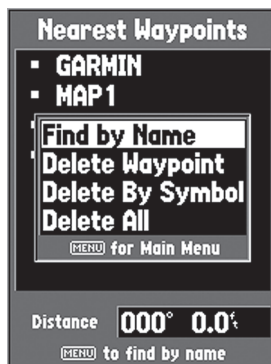 Nearest Waypoints
GARMIN
MAP1
Find by Name
Delete Waypoint
Delete By Symbol
Delete All
MENU for Main Menu
Distance 000° 0.0ft
MENU to find by name